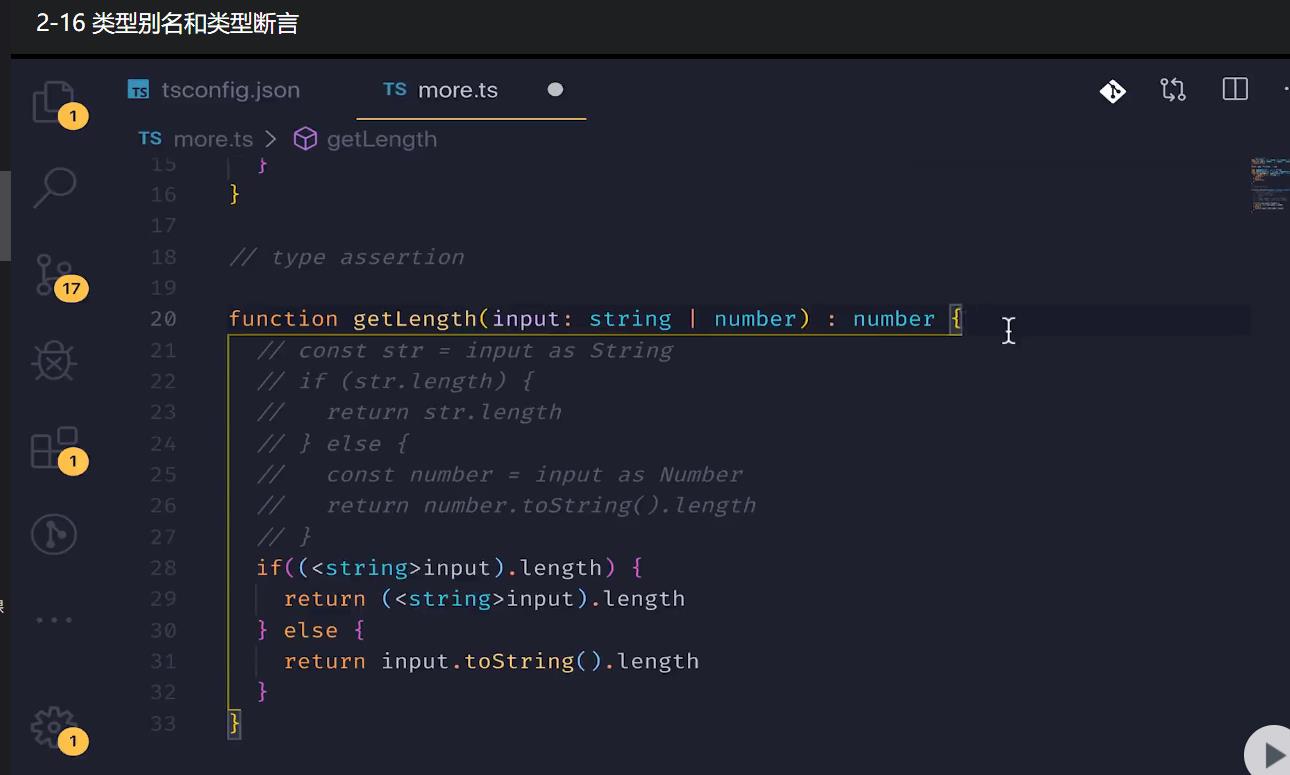 2-16 类型别名和类型断言
TS tsconfig.json
TS more.ts
TS more.ts > getLength
1
17
1
1
15 }
16 }
17
18 // type assertion
19
20 function getLength(input: string | number) : number {
21 // const str = input as String
22 // if (str.length) {
23 //   return str.length
24 // } else {
25 //   const number = input as Number
26 //   return number.toString().length
27 // }
28 if((<string>input).length) {
29 return (<string>input).length
30 } else {
31 return input.toString().length
32 }
33 }